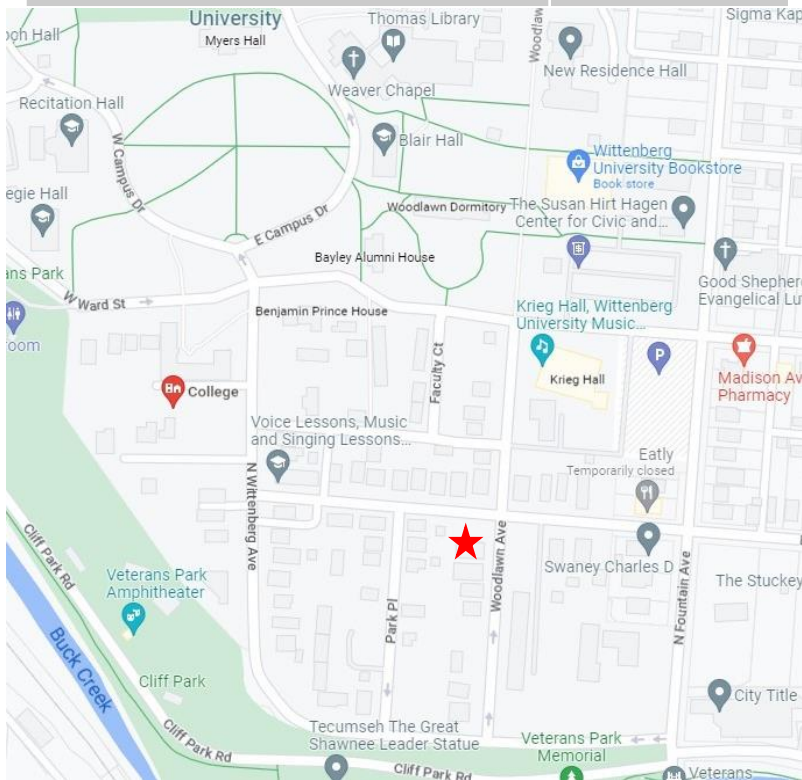 University
Myers Hall
Thomas Library
Woodlawn
Sigma Kap
och Hall
Weaver Chapel
New Residence Hall
Recitation Hall
W Campus Dr
Blair Hall
Wittenberg
University Bookstore
Book store
egie Hall
Woodlawn Dormitory
The Susan Hirt Hagen
Center for Civic and...
E Campus Dr
Bayley Alumni House
ans Park
Good Shepher
Evangelical Lu
W Ward St
Benjamin Prince House
Krieg Hall, Wittenberg
University Music...
oom
Faculty Ct
P
Krieg Hall
Madison Av
Pharmacy
College
Voice Lessons, Music
and Singing Lessons...
Eatly
Temporarily closed
N Wittenberg Ave
Cliff Park Rd
Woodlawn Ave
Swaney Charles D
N Fountain Ave
The Stuckey
Veterans Park
Amphitheater
Park Pl
Buck Creek
Cliff Park
City Title
Tecumseh The Great
Shawnee Leader Statue
Cliff Park Rd
Veterans Park
Memorial
Cliff Park Rd
Veterans